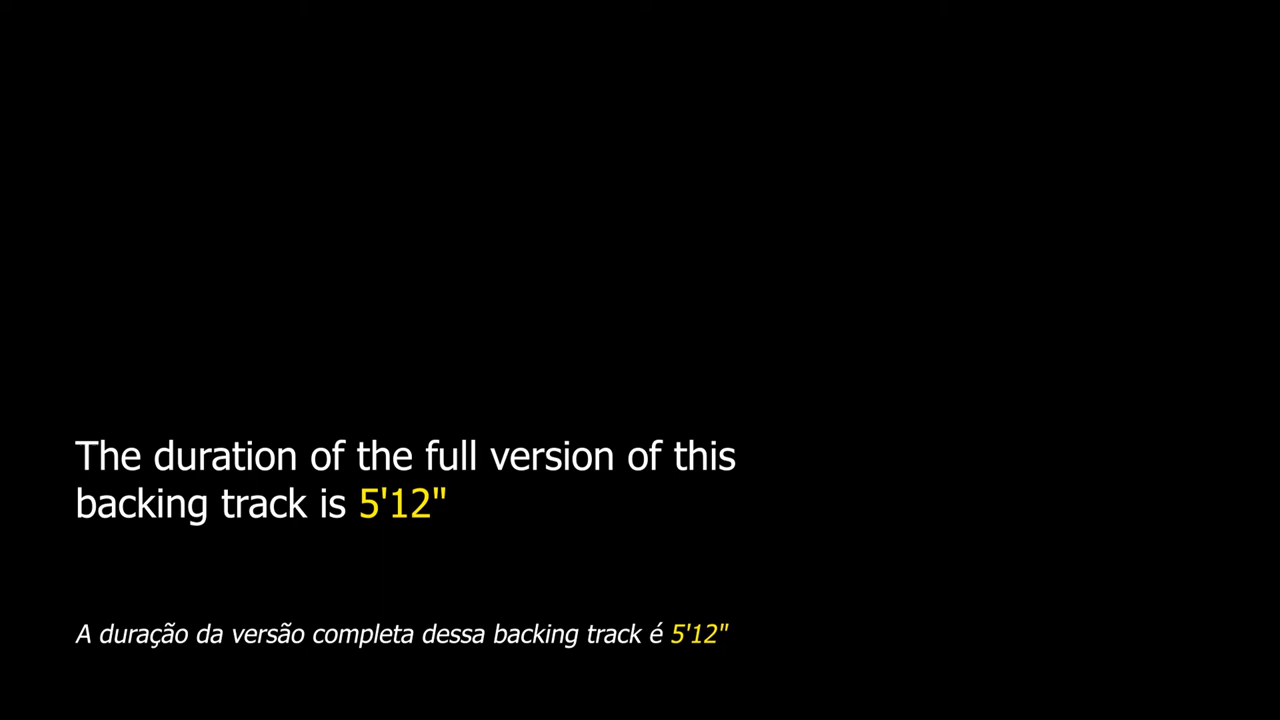 The duration of the full version of this
backing track is 5'12"
A duração da versão completa dessa backing track é 5'12"